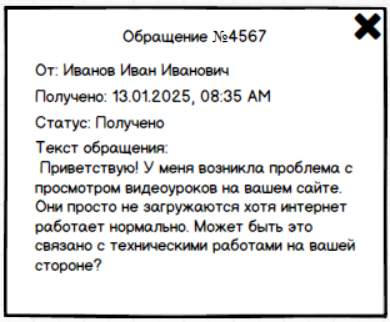 Обращение №4567
От: Иванов Иван Иванович
Получено: 13.01.2025, 08:35 AM
Статус: Получено
Текст обращения:
Приветствую! У меня возникла проблема с
просмотром видеоуроков на вашем сайте.
Они просто не загружаются хотя интернет
работает нормально. Может быть это
связано с техническими работами на вашей
стороне?